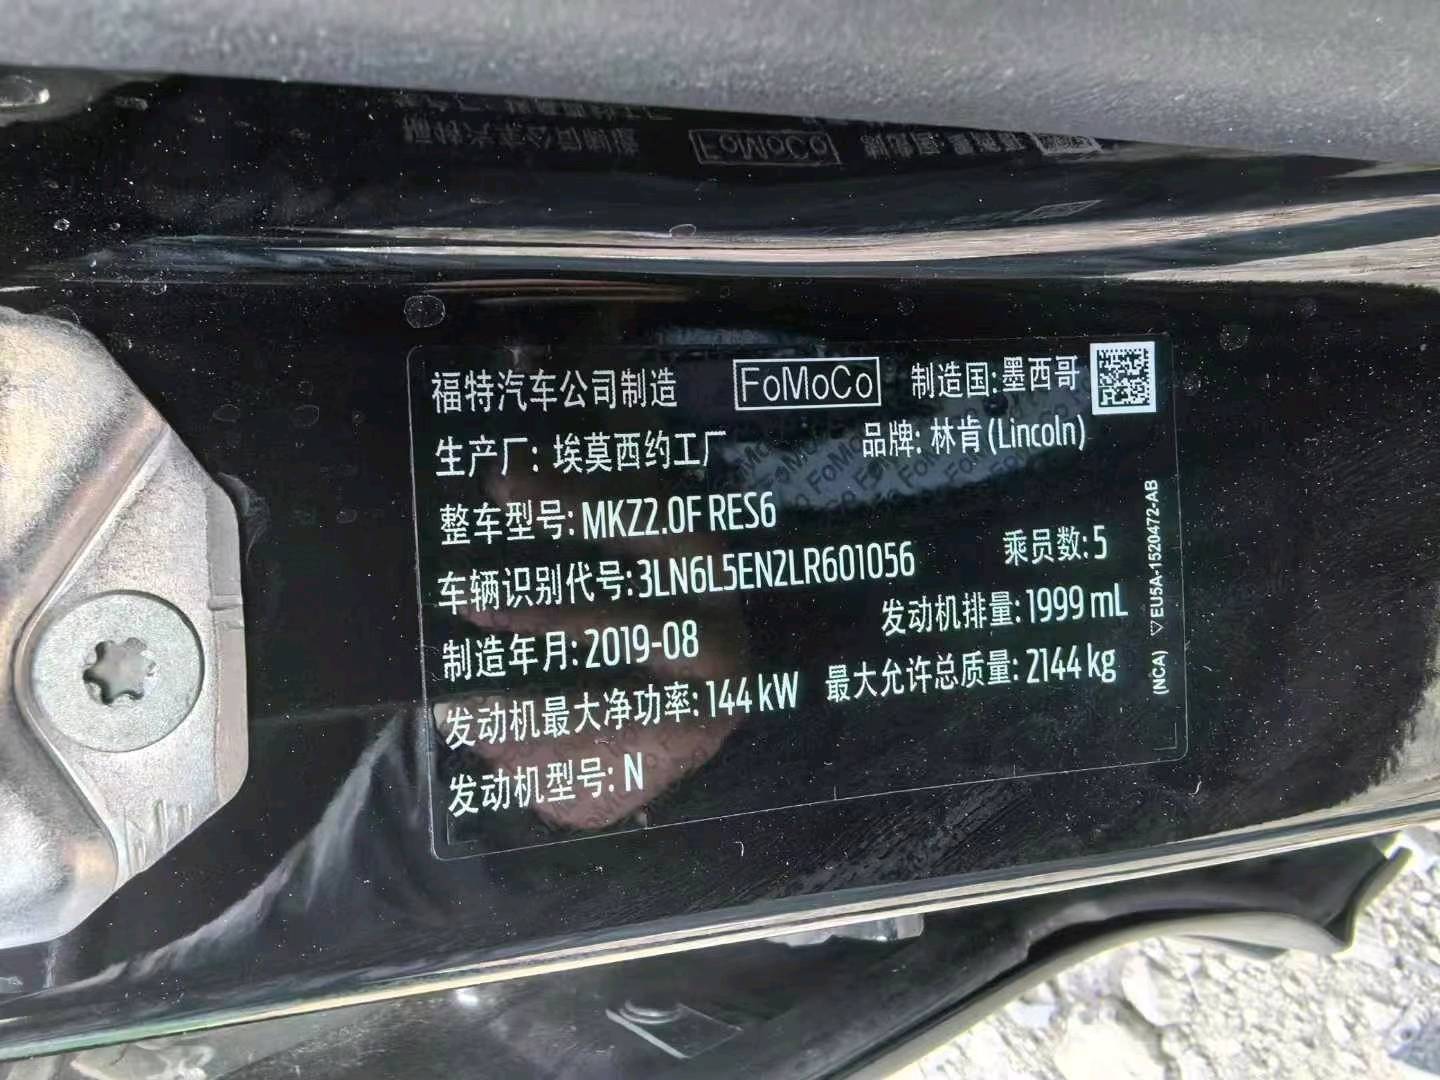 福特汽车公司制造 FoMoCo 制造国:墨西哥
生产厂: 埃莫西约工厂 品牌: 林肯 (Lincoln)
整车型号: MKZ2.0F RES6
车辆识别代号: 3LN6L5EN2LR601056 乘员数: 5
制造年月: 2019-08 发动机排量: 1999 mL
发动机最大净功率: 144 kW 最大允许总质量: 2144 kg
发动机型号: N
(NCA) ▽EU5A-1520472-AB